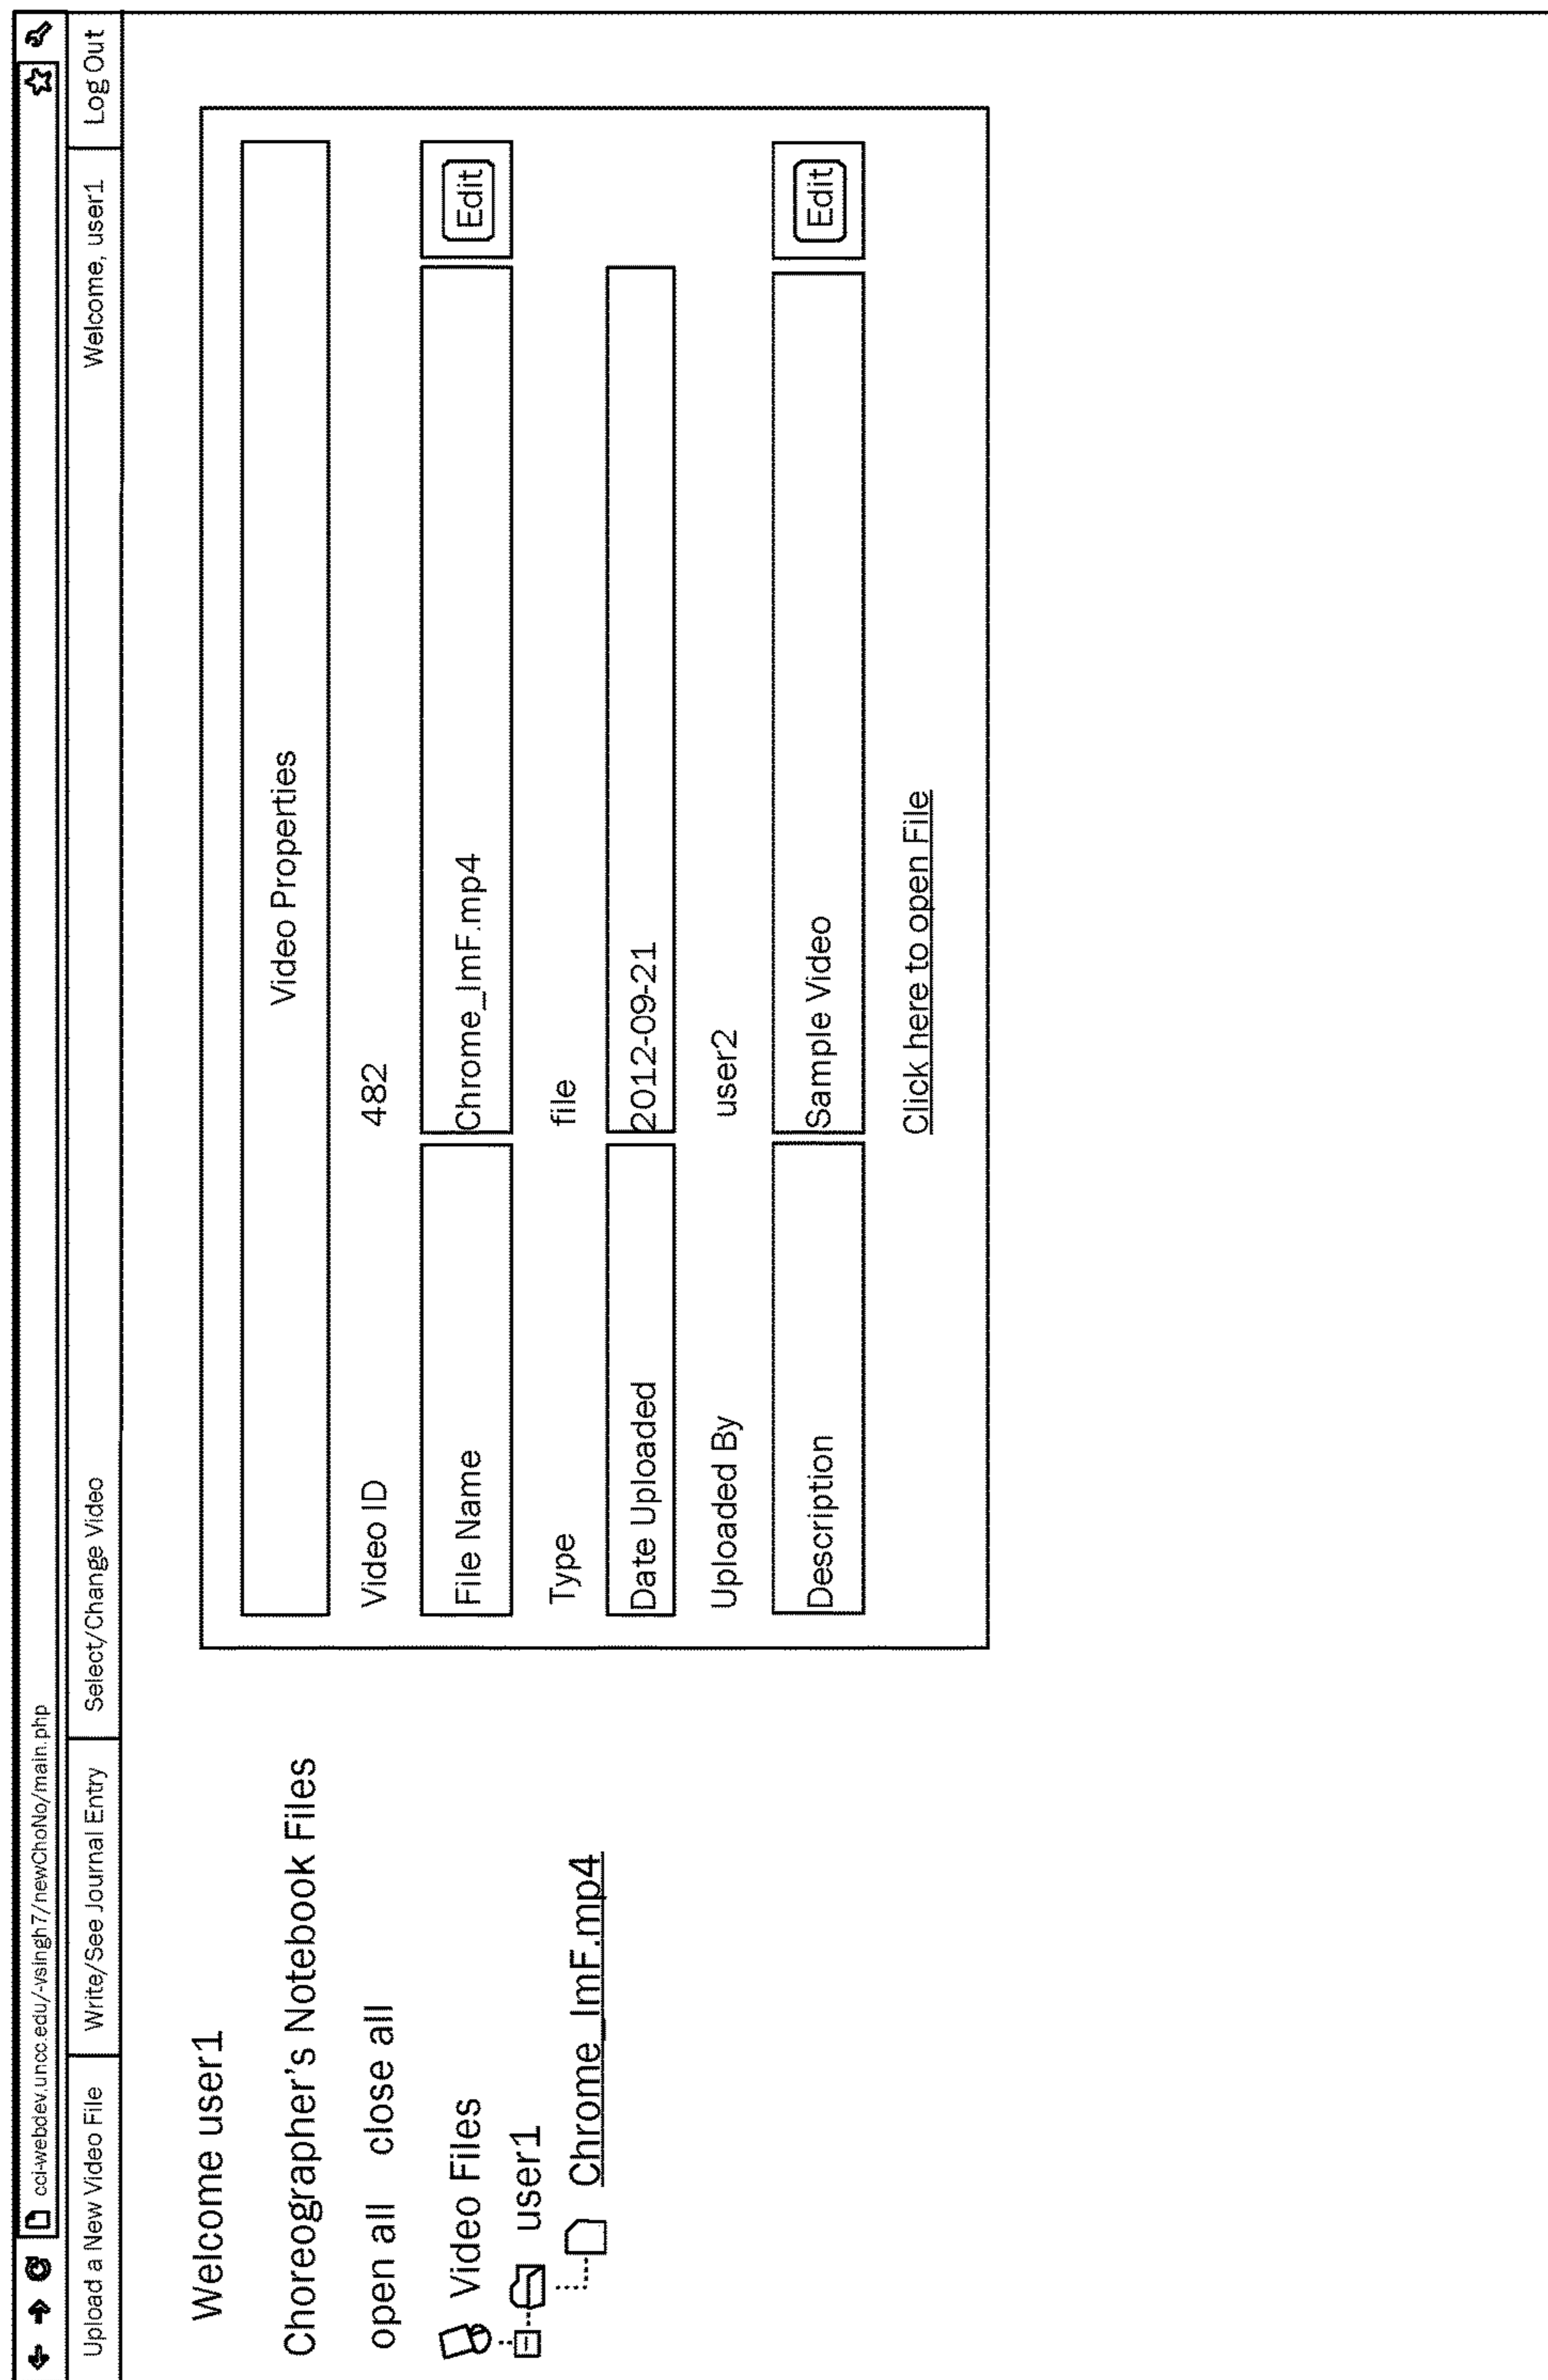 cci-webdev.uncc.edu/-vsingh7/newChoNo/main.php
Upload a New Video File Write/See Journal Entry Select/Change Video Welcome, user1 Log Out
Welcome user1
Choreographer's Notebook Files
open all close all
Video Files
user1
Chrome_ImF.mp4
Video Properties
Video ID 482
File Name Chrome_ImF.mp4 Edit
Type file
Date Uploaded 2012-09-21
Uploaded By user2
Description Sample Video Edit
Click here to open File